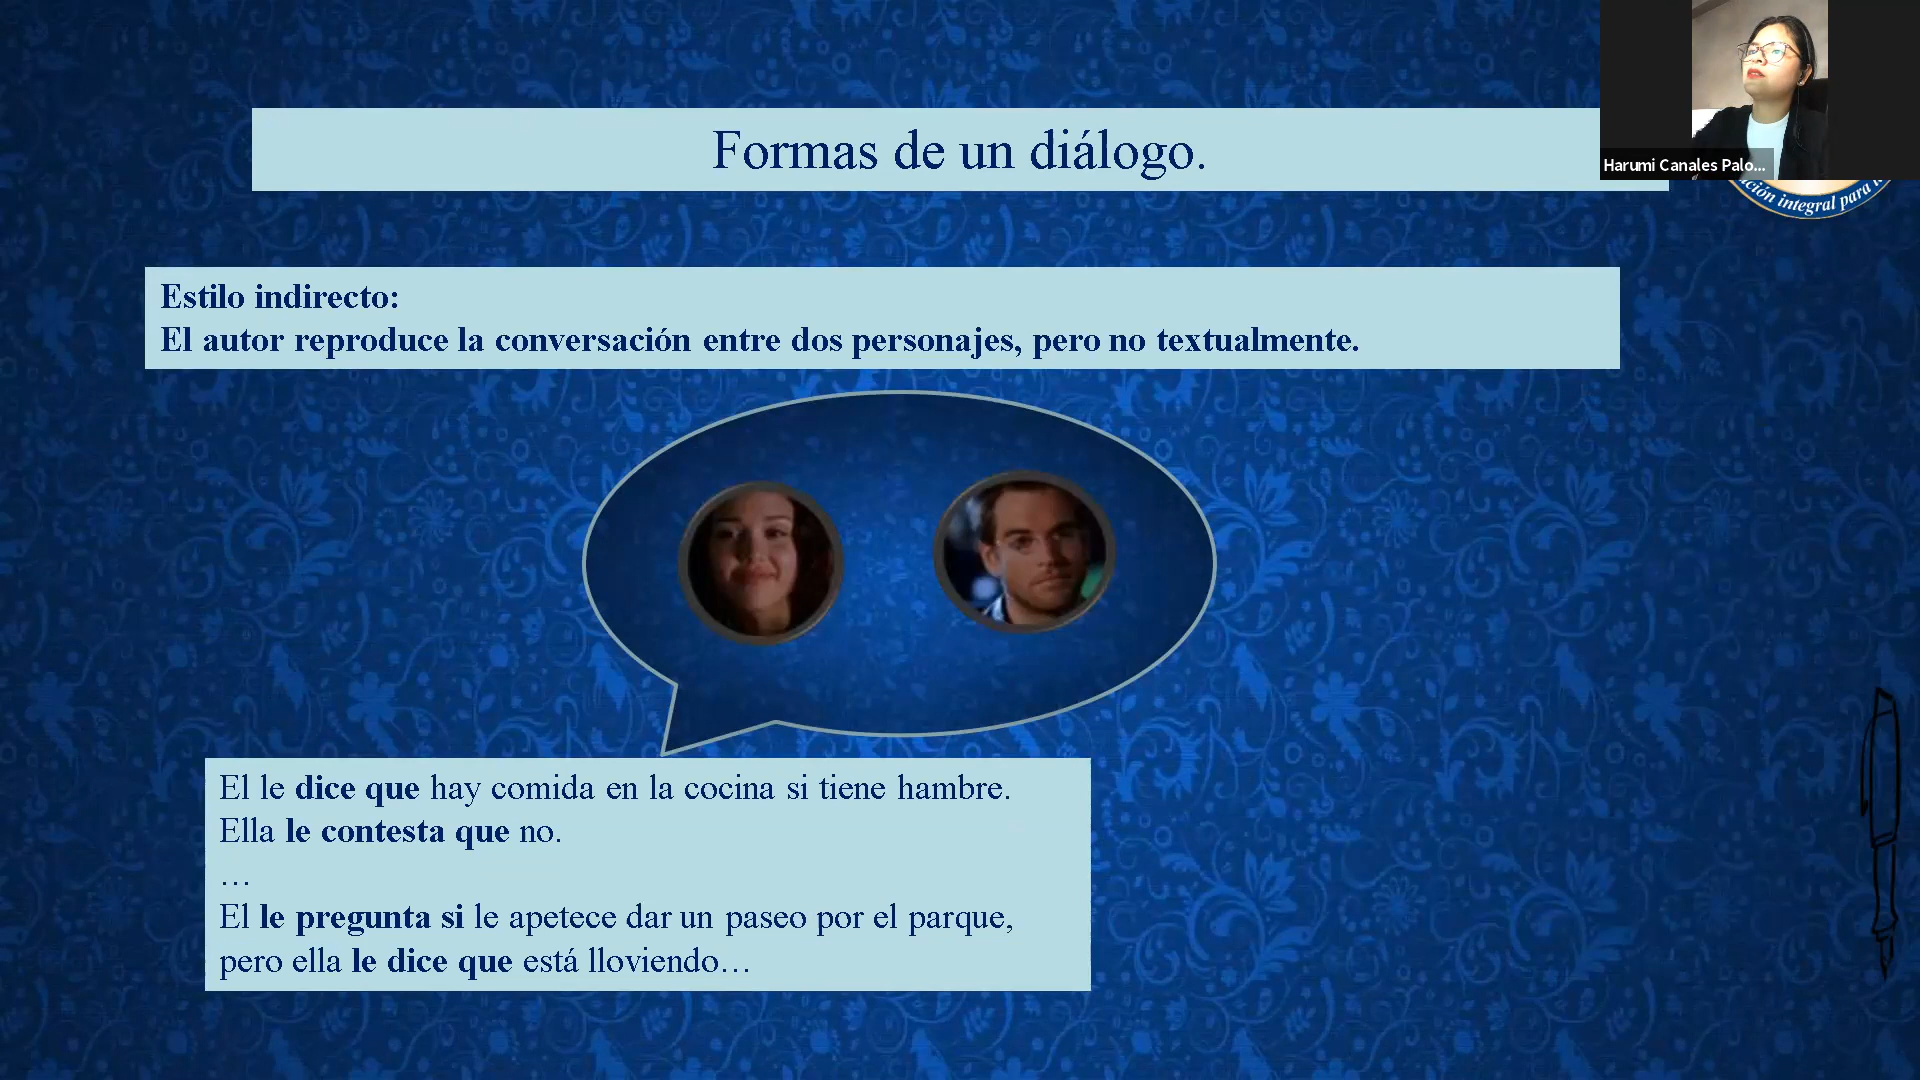 Formas de un diálogo.
Harumi Canales Palo...
integral para
Estilo indirecto:
El autor reproduce la conversación entre dos personajes, pero no textualmente.
El le dice que hay comida en la cocina si tiene hambre.
Ella le contesta que no.
…
El le pregunta si le apetece dar un paseo por el parque,
pero ella le dice que está lloviendo…